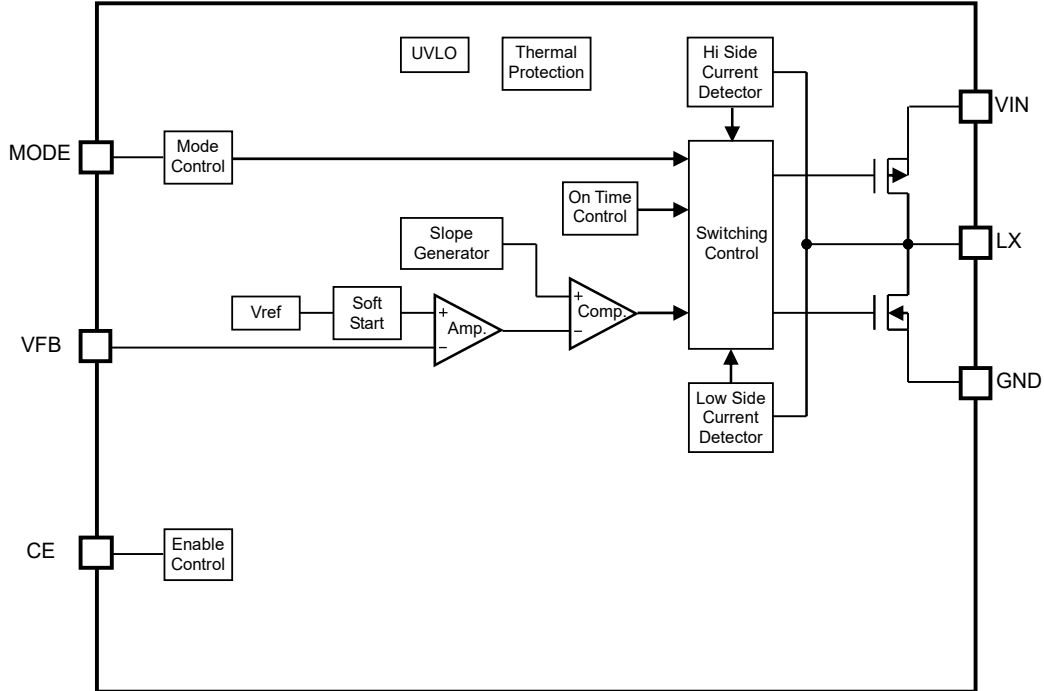 UVLO
Thermal
Protection
Hi Side
Current
Detector
VIN
MODE
Mode
Control
On Time
Control
Slope
Generator
Switching
Control
LX
Vref
Soft
Start
+
Amp.
−
+
Comp.
−
VFB
GND
Low Side
Current
Detector
CE
Enable
Control